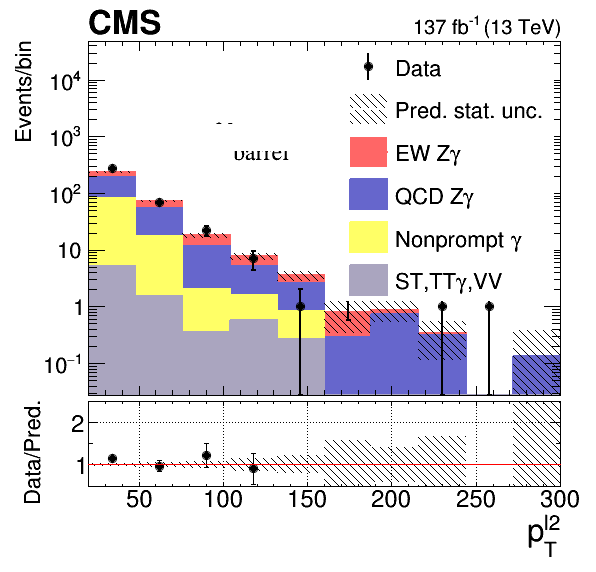 CMS 137 fb⁻¹ (13 TeV)
Events/bin
10⁴
10³
10²
10
1
10⁻¹
Data
Pred. stat. unc.
EW Zγ
QCD Zγ
Nonprompt γ
ST,TTγ,VV
barrel
Data/Pred.
2
1
50 100 150 200 250 300
p_T^{l2}